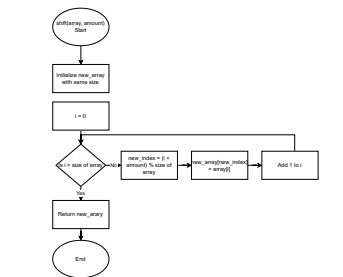 shift(array, amount)
Start
Initialize new_array
with same size
i = 0
Is i = size of array
No
new_index = (i +
amount) % size of
array
new_array[new_index]
= array[i]
Add 1 to i
Yes
Return new_arary
End